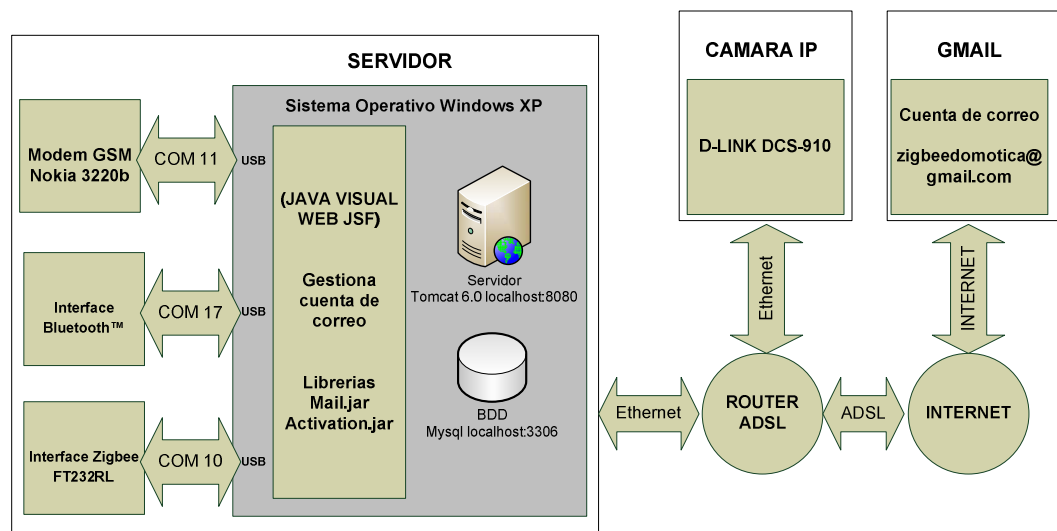 SERVIDOR
Modem GSM
Nokia 3220b
COM 11
USB
Interface
Bluetooth™
COM 17
USB
Interface Zigbee
FT232RL
COM 10
USB
Sistema Operativo Windows XP
(JAVA VISUAL
WEB JSF)
Gestiona
cuenta de
correo
Librerias
Mail.jar
Activation.jar
Servidor
Tomcat 6.0 localhost:8080
BDD
Mysql localhost:3306
CAMARA IP
D-LINK DCS-910
GMAIL
Cuenta de correo
zigbeedomotica@
gmail.com
Ethernet
INTERNET
Ethernet
ROUTER
ADSL
ADSL
INTERNET